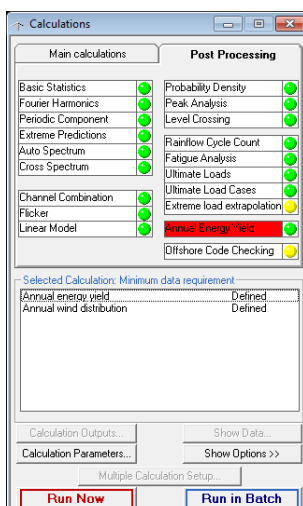 Calculations
Main calculations
Post Processing
Basic Statistics
Fourier Harmonics
Periodic Component
Extreme Predictions
Auto Spectrum
Cross Spectrum
Channel Combination
Flicker
Linear Model
Probability Density
Peak Analysis
Level Crossing
Rainflow Cycle Count
Fatigue Analysis
Ultimate Loads
Ultimate Load Cases
Extreme load extrapolation
Annual Energy Yield
Offshore Code Checking
Selected Calculation: Minimum data requirement
Annual energy yield Defined
Annual wind distribution Defined
Calculation Outputs... Show Data...
Calculation Parameters... Show Options >>
Multiple Calculation Setup...
Run Now Run in Batch